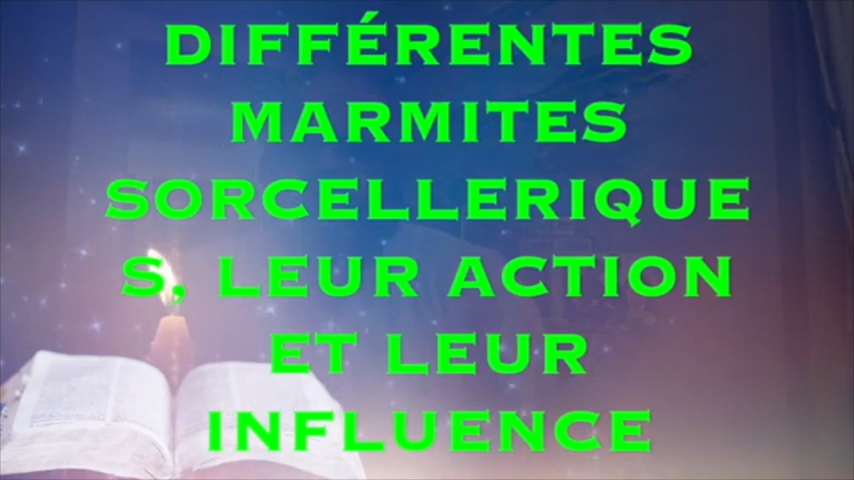 DIFFÉRENTES
MARMITES
SORCELLERIQUE
S, LEUR ACTION
ET LEUR
INFLUENCE